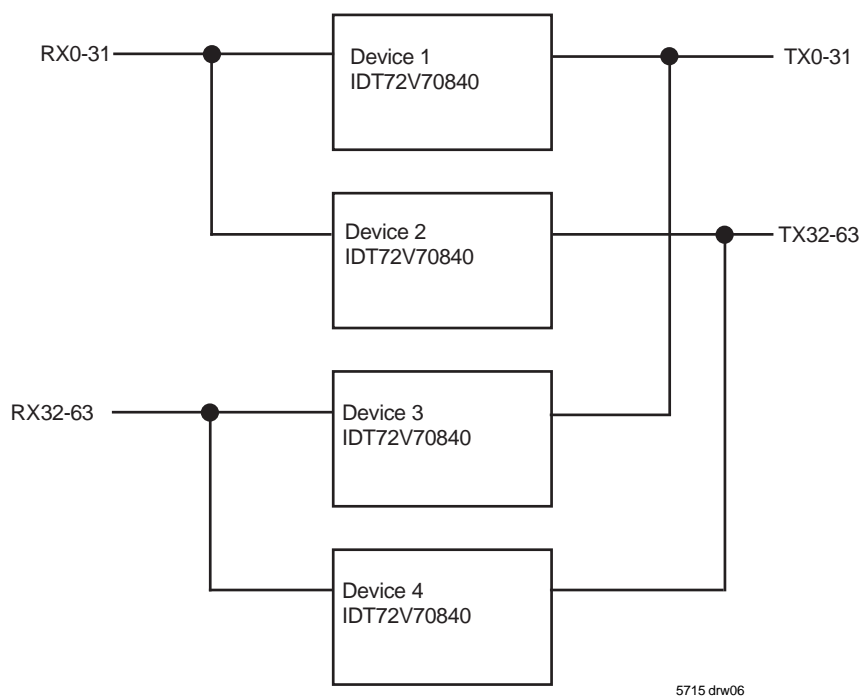 RX0-31
Device 1
IDT72V70840
TX0-31
Device 2
IDT72V70840
TX32-63
RX32-63
Device 3
IDT72V70840
Device 4
IDT72V70840
5715 drw06